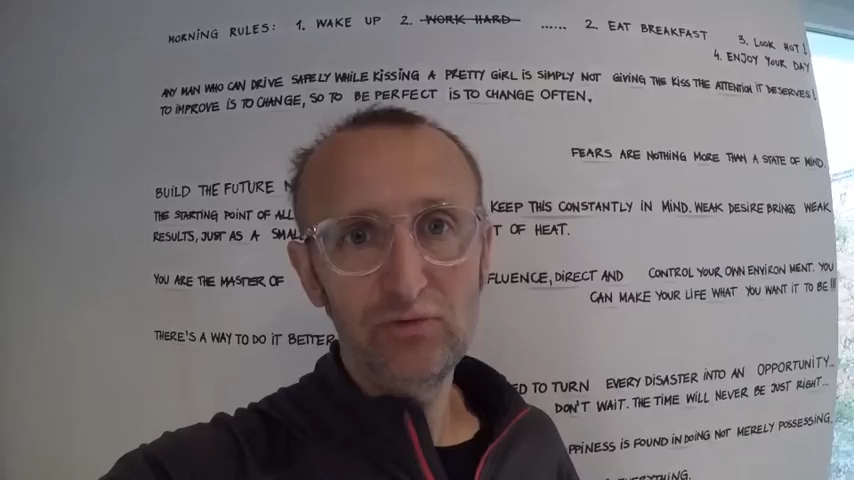 MORNING RULES: 1. WAKE UP 2. WORK HARD ...... 2. EAT BREAKFAST 3. LOOK HOT!
4. ENJOY YOUR DAY
ANY MAN WHO CAN DRIVE SAFELY WHILE KISSING A PRETTY GIRL IS SIMPLY NOT GIVING THE KISS THE ATTENTION IT DESERVES!
TO IMPROVE IS TO CHANGE, SO TO BE PERFECT IS TO CHANGE OFTEN.
FEARS ARE NOTHING MORE THAN A STATE OF MIND.
BUILD THE FUTURE
THE STARTING POINT OF ALL KEEP THIS CONSTANTLY IN MIND. WEAK DESIRE BRINGS WEAK
RESULTS, JUST AS A SMALL OF HEAT.
YOU ARE THE MASTER OF FLUENCE, DIRECT AND CONTROL YOUR OWN ENVIRONMENT. YOU
CAN MAKE YOUR LIFE WHAT YOU WANT IT TO BE!!!
THERE'S A WAY TO DO IT BETTER
TO TURN EVERY DISASTER INTO AN OPPORTUNITY...
DON'T WAIT. THE TIME WILL NEVER BE JUST RIGHT...
PPINESS IS FOUND IN DOING NOT MERELY POSSESSING.